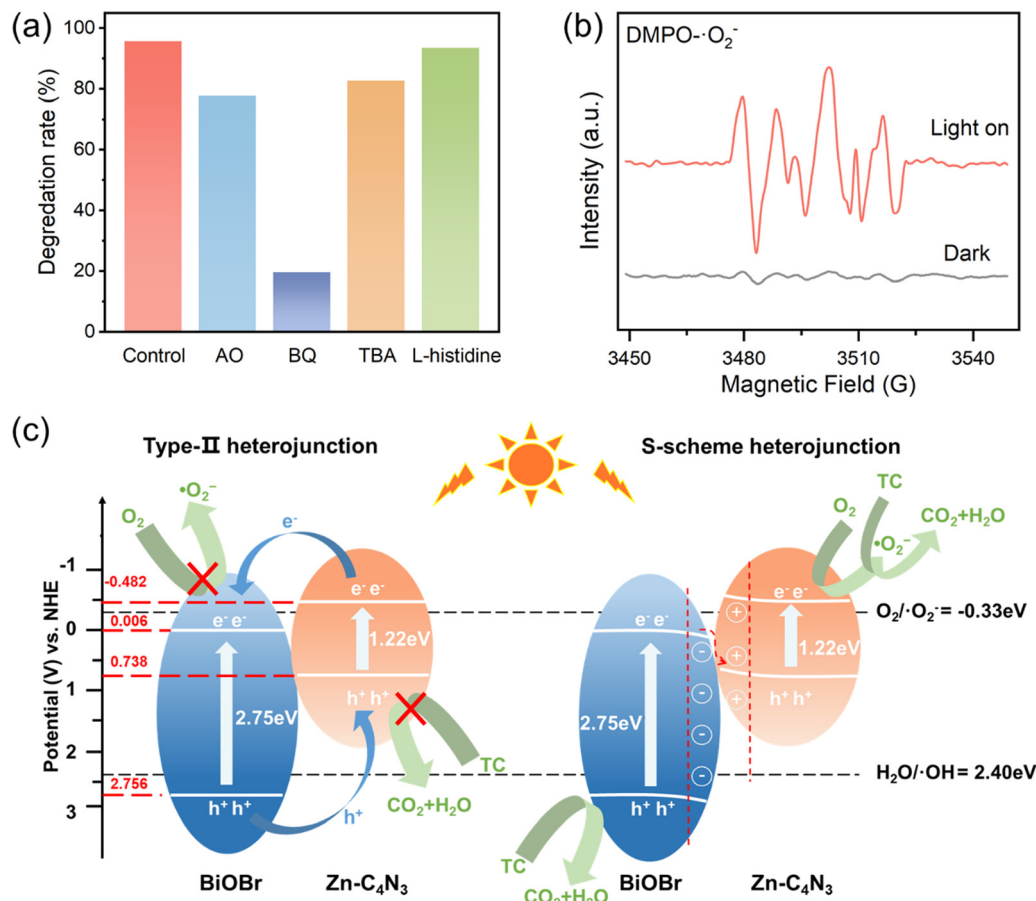 (a)
Degredation rate (%)
100
80
60
40
20
0
Control AO BQ TBA L-histidine
(b)
DMPO-·O₂⁻
Intensity (a.u.)
Light on
Dark
3450 3480 3510 3540
Magnetic Field (G)
(c)
Type-II heterojunction
S-scheme heterojunction
Potential (V) vs. NHE
-1
0
1
2
3
-0.482
0.006
0.738
2.756
O₂
•O₂⁻
e⁻
e⁻ e⁻
e⁻ e⁻
1.22eV
2.75eV
h⁺ h⁺
h⁺ h⁺
h⁺
TC
CO₂+H₂O
BiOBr
Zn-C₄N₃
O₂
TC
•O₂⁻
CO₂+H₂O
e⁻ e⁻
e⁻ e⁻
+
+
+
-
-
-
-
1.22eV
2.75eV
h⁺ h⁺
h⁺ h⁺
O₂/·O₂⁻= -0.33eV
H₂O/·OH= 2.40eV
TC
CO₂+H₂O
BiOBr
Zn-C₄N₃